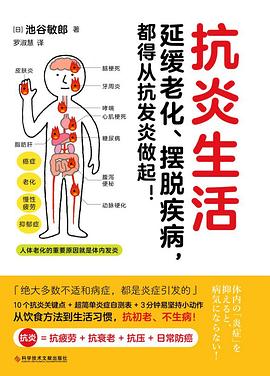 [日] 池谷敏郎 著
罗淑慧 译
抗炎生活
延缓老化、摆脱疾病，
都得从抗发炎做起！
皮肤炎
脂肪肝
癌症
老化
慢性
疲劳
抑郁症
脑梗死
牙周炎
哮喘
心肌梗死
糖尿病
腹泻
便秘
动脉硬化
人体老化的重要原因就是体内发炎
「绝大多数不适和病症，都是炎症引发的」
10个抗炎关键点+超简单炎症自测表+3分钟易坚持小动作
从饮食方法到生活习惯，抗初老、不生病！
抗炎=抗疲劳+抗衰老+抗压+日常防癌
体内の「炎症」を
抑えると、
病気にならない！
科学技术文献出版社